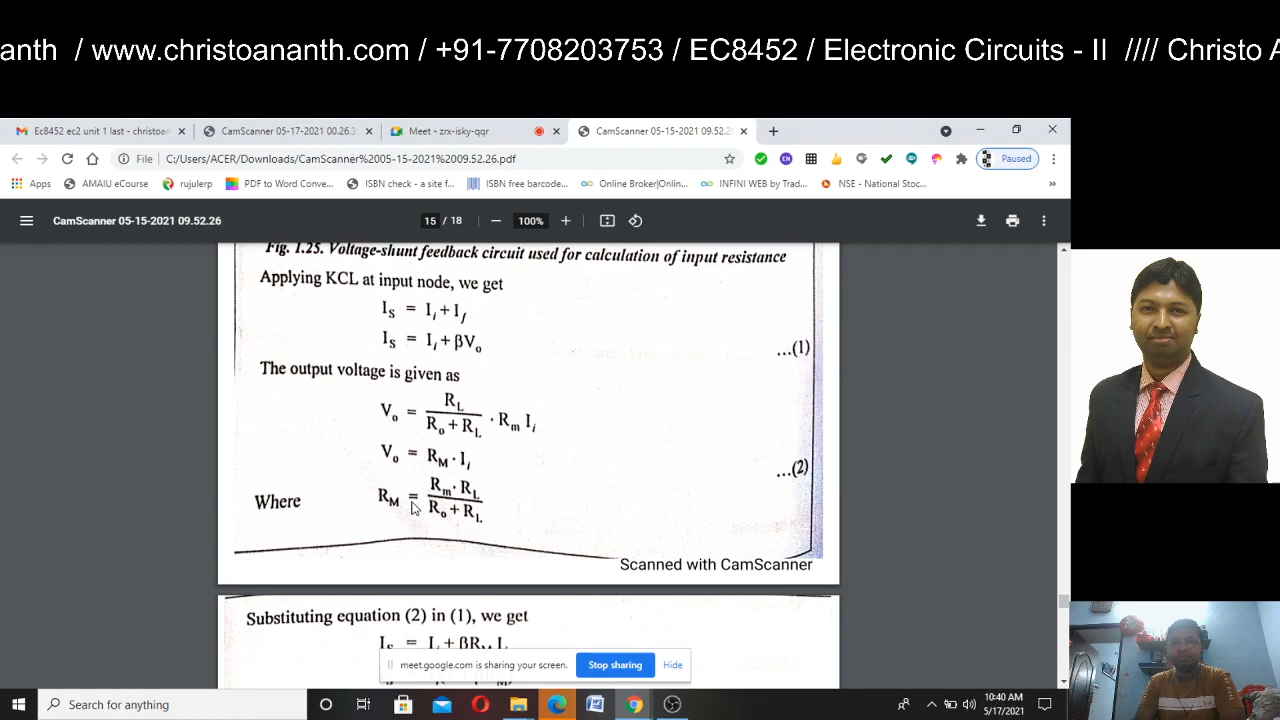 anth / www.christoananth.com / +91-7708203753 / EC8452 / Electronic Circuits - II //// Christo A
Ec8452 ec2 unit 1 last - christoan
CamScanner 05-17-2021 00.26.3
Meet - zrx-isky-qqr
CamScanner 05-15-2021 09.52.2
File C:/Users/ACER/Downloads/CamScanner%2005-15-2021%2009.52.26.pdf
Paused
Apps
AMAIU eCourse
rujulerp
PDF to Word Conve...
ISBN check - a site f...
ISBN free barcode...
Online Broker|Onlin...
INFINI WEB by Trad...
NSE - National Stoc...
»
CamScanner 05-15-2021 09.52.26
15 / 18
100%
Fig. 1.25. Voltage-shunt feedback circuit used for calculation of input resistance
Applying KCL at input node, we get
I_S = I_i + I_f
I_S = I_i + βV_o ...(1)
The output voltage is given as
V_o = R_L / (R_o + R_L) · R_m I_i
V_o = R_M · I_i ...(2)
Where R_M = R_m · R_L / (R_o + R_L)
Scanned with CamScanner
Substituting equation (2) in (1), we get
meet.google.com is sharing your screen.
Stop sharing
Hide
Type here to search
10:40 AM
5/17/2021